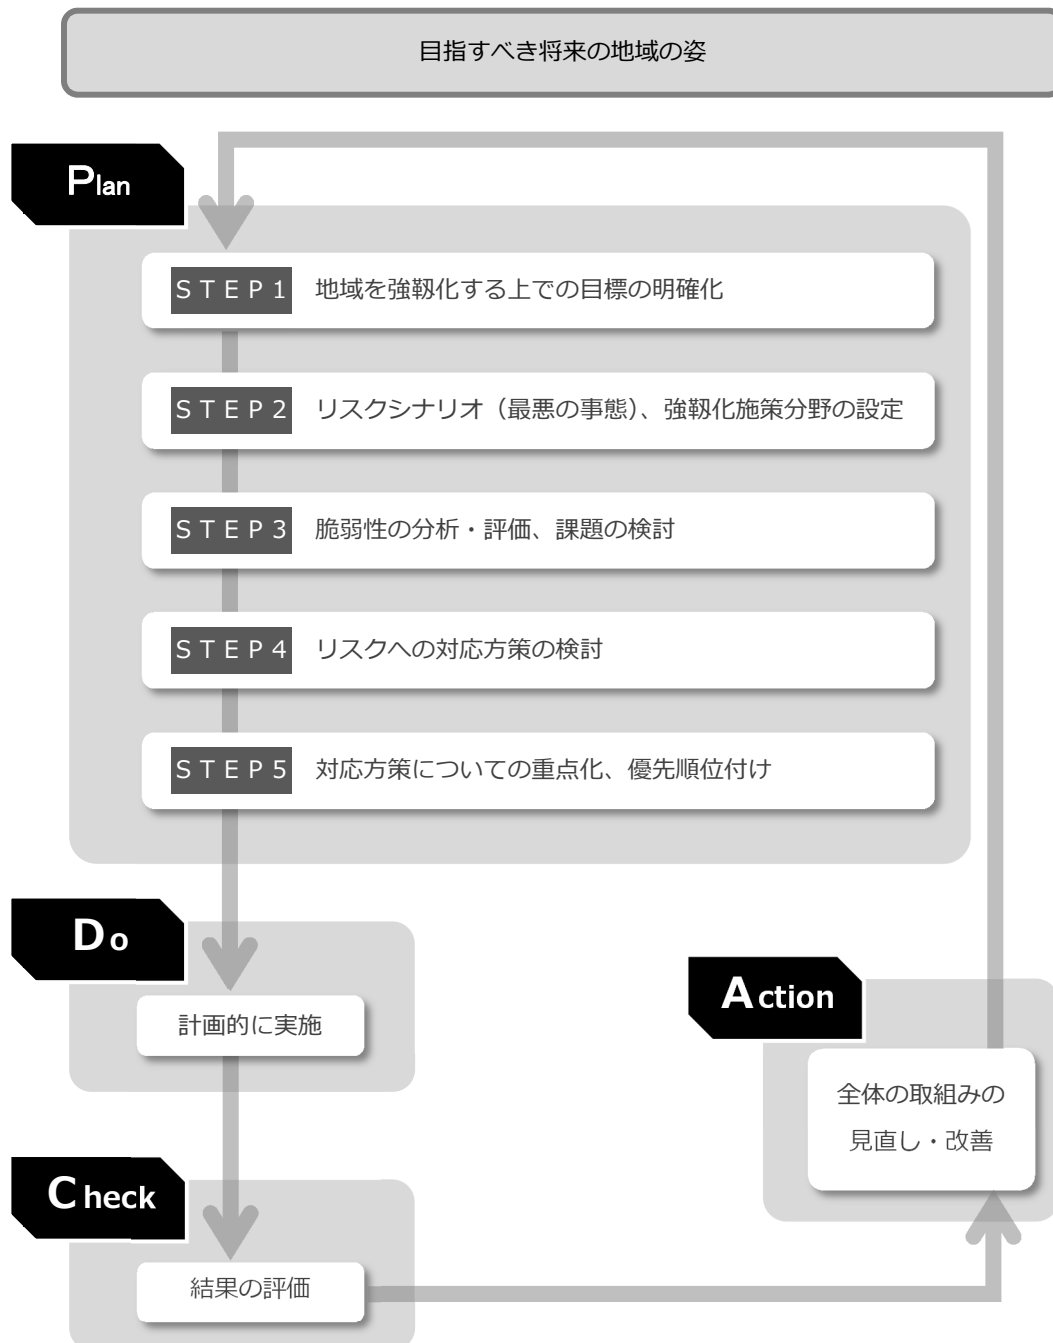 目指すべき将来の地域の姿
Plan
ＳＴＥＰ１ 地域を強靱化する上での目標の明確化
ＳＴＥＰ２ リスクシナリオ（最悪の事態）、強靱化施策分野の設定
ＳＴＥＰ３ 脆弱性の分析・評価、課題の検討
ＳＴＥＰ４ リスクへの対応方策の検討
ＳＴＥＰ５ 対応方策についての重点化、優先順位付け
Do
計画的に実施
Action
全体の取組みの
見直し・改善
Check
結果の評価